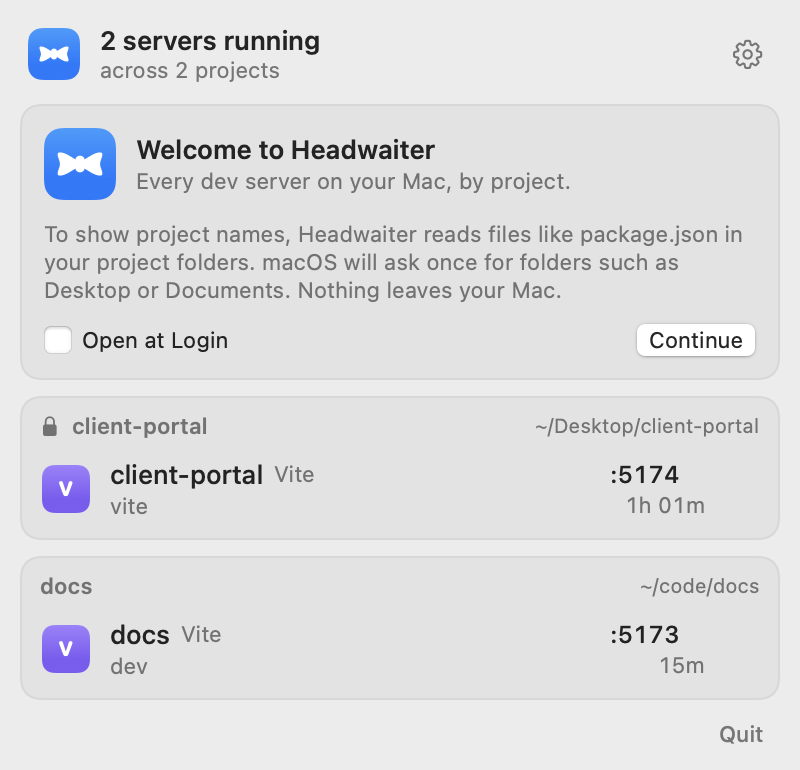 2 servers running
across 2 projects
Welcome to Headwaiter
Every dev server on your Mac, by project.
To show project names, Headwaiter reads files like package.json in
your project folders. macOS will ask once for folders such as
Desktop or Documents. Nothing leaves your Mac.
Open at Login
Continue
client-portal ~/Desktop/client-portal
V client-portal Vite :5174
vite 1h 01m
docs ~/code/docs
V docs Vite :5173
dev 15m
Quit